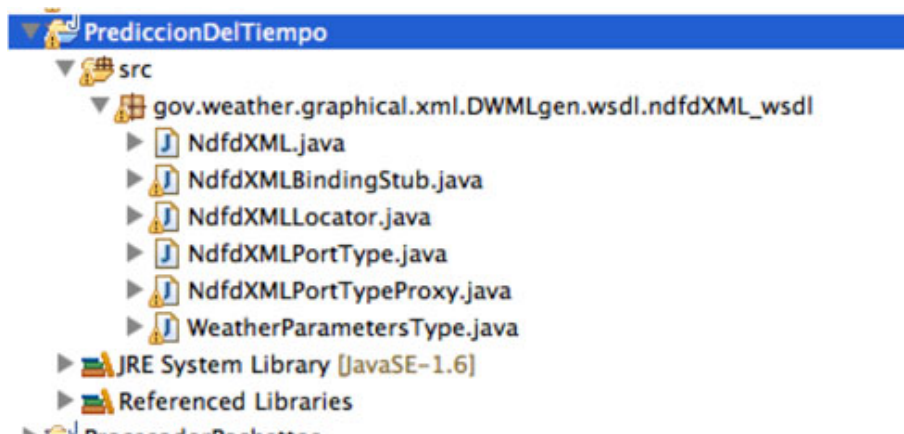 PrediccionDelTiempo
src
gov.weather.graphical.xml.DWMLgen.wsdl.ndfdXML_wsdl
NdfdXML.java
NdfdXMLBindingStub.java
NdfdXMLLocator.java
NdfdXMLPortType.java
NdfdXMLPortTypeProxy.java
WeatherParametersType.java
JRE System Library [JavaSE-1.6]
Referenced Libraries